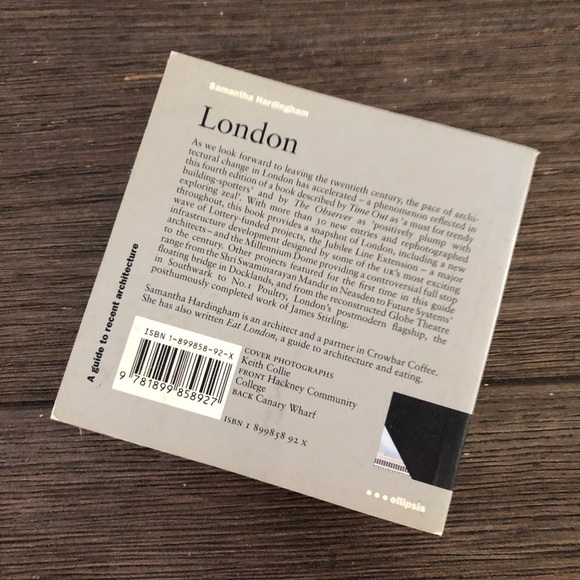 Samantha Hardingham
London
As we look forward to leaving the twentieth century, the pace of archi-
tectural change in London has accelerated – a phenomenon reflected in
this fourth edition of a book described by Time Out as 'a must for trendy
building-spotters' and by The Observer as 'positively plump with
exploring zeal'. With more than 30 new entries and rephotographed
throughout, this book provides a snapshot of London, including a new
wave of Lottery-funded projects, the Jubilee Line Extension – a major
infrastructure development designed by some of the UK's most exciting
architects – and the Millennium Dome providing a controversial full stop
to the century. Other projects featured for the first time in this guide
range from the Shri Swaminarayan Mandir in Neasden to Future Systems'
floating bridge in Docklands, and from the reconstructed Globe Theatre
in Southwark to No.1 Poultry, London's postmodern flagship, the
posthumously completed work of James Stirling.
Samantha Hardingham is an architect and a partner in Crowbar Coffee.
She has also written Eat London, a guide to architecture and eating.
A guide to recent architecture
ISBN 1-899858-92-X
9 781899 858927
COVER PHOTOGRAPHS
Keith Collie
FRONT Hackney Community
College
BACK Canary Wharf
ISBN 1 899858 92 X
ellipsis